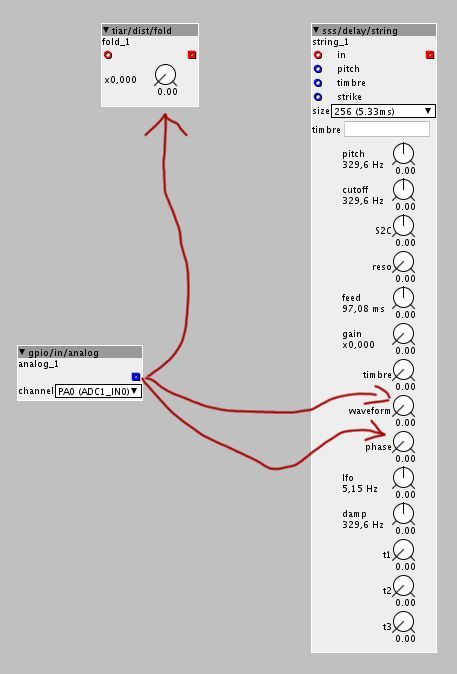 tiar/dist/fold
fold_1
x0,000
0.00
sss/delay/string
string_1
in
pitch
timbre
strike
size 256 (5.33ms)
timbre
pitch
329,6 Hz
0.00
cutoff
329,6 Hz
0.00
S2C
0.00
reso
0.00
feed
97,08 ms
0.00
gain
x0,000
0.00
timbre
0.00
waveform
0.00
phase
0.00
lfo
5,15 Hz
0.00
damp
329,6 Hz
0.00
t1
0.00
t2
0.00
t3
0.00
gpio/in/analog
analog_1
channel PA0 (ADC1_IN0)